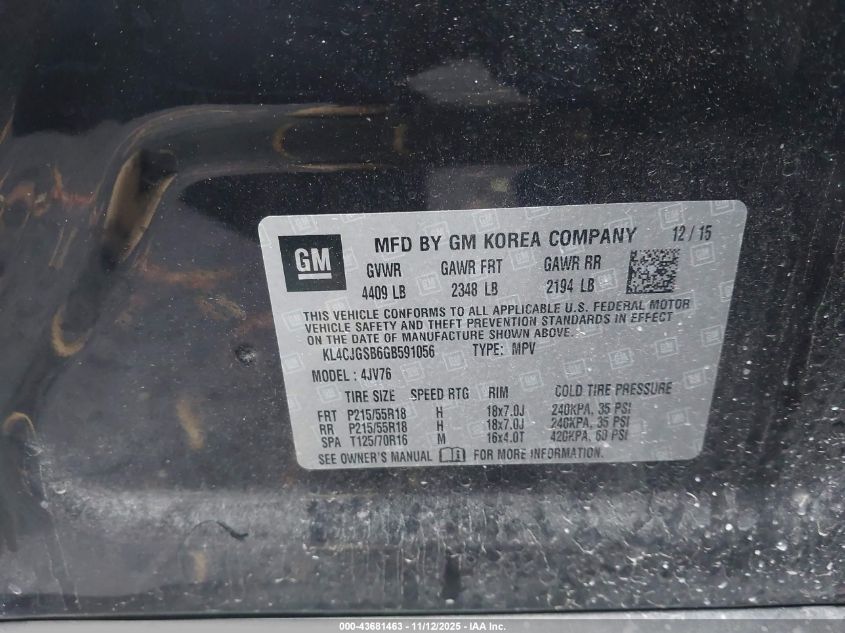 GM
MFD BY GM KOREA COMPANY 12/15
GVWR GAWR FRT GAWR RR
4409 LB 2348 LB 2194 LB
THIS VEHICLE CONFORMS TO ALL APPLICABLE U.S. FEDERAL MOTOR
VEHICLE SAFETY AND THEFT PREVENTION STANDARDS IN EFFECT
ON THE DATE OF MANUFACTURE SHOWN ABOVE.
KL4CJGSB6GB591056 TYPE: MPV
MODEL: 4JV76
TIRE SIZE SPEED RTG RIM COLD TIRE PRESSURE
FRT P215/55R18 H 18x7.0J 240KPA, 35 PSI
RR P215/55R18 H 18x7.0J 240KPA, 35 PSI
SPA T125/70R16 M 16x4.0T 420KPA, 60 PSI
SEE OWNER'S MANUAL FOR MORE INFORMATION.
000-43681463 - 11/12/2025 - IAA Inc.